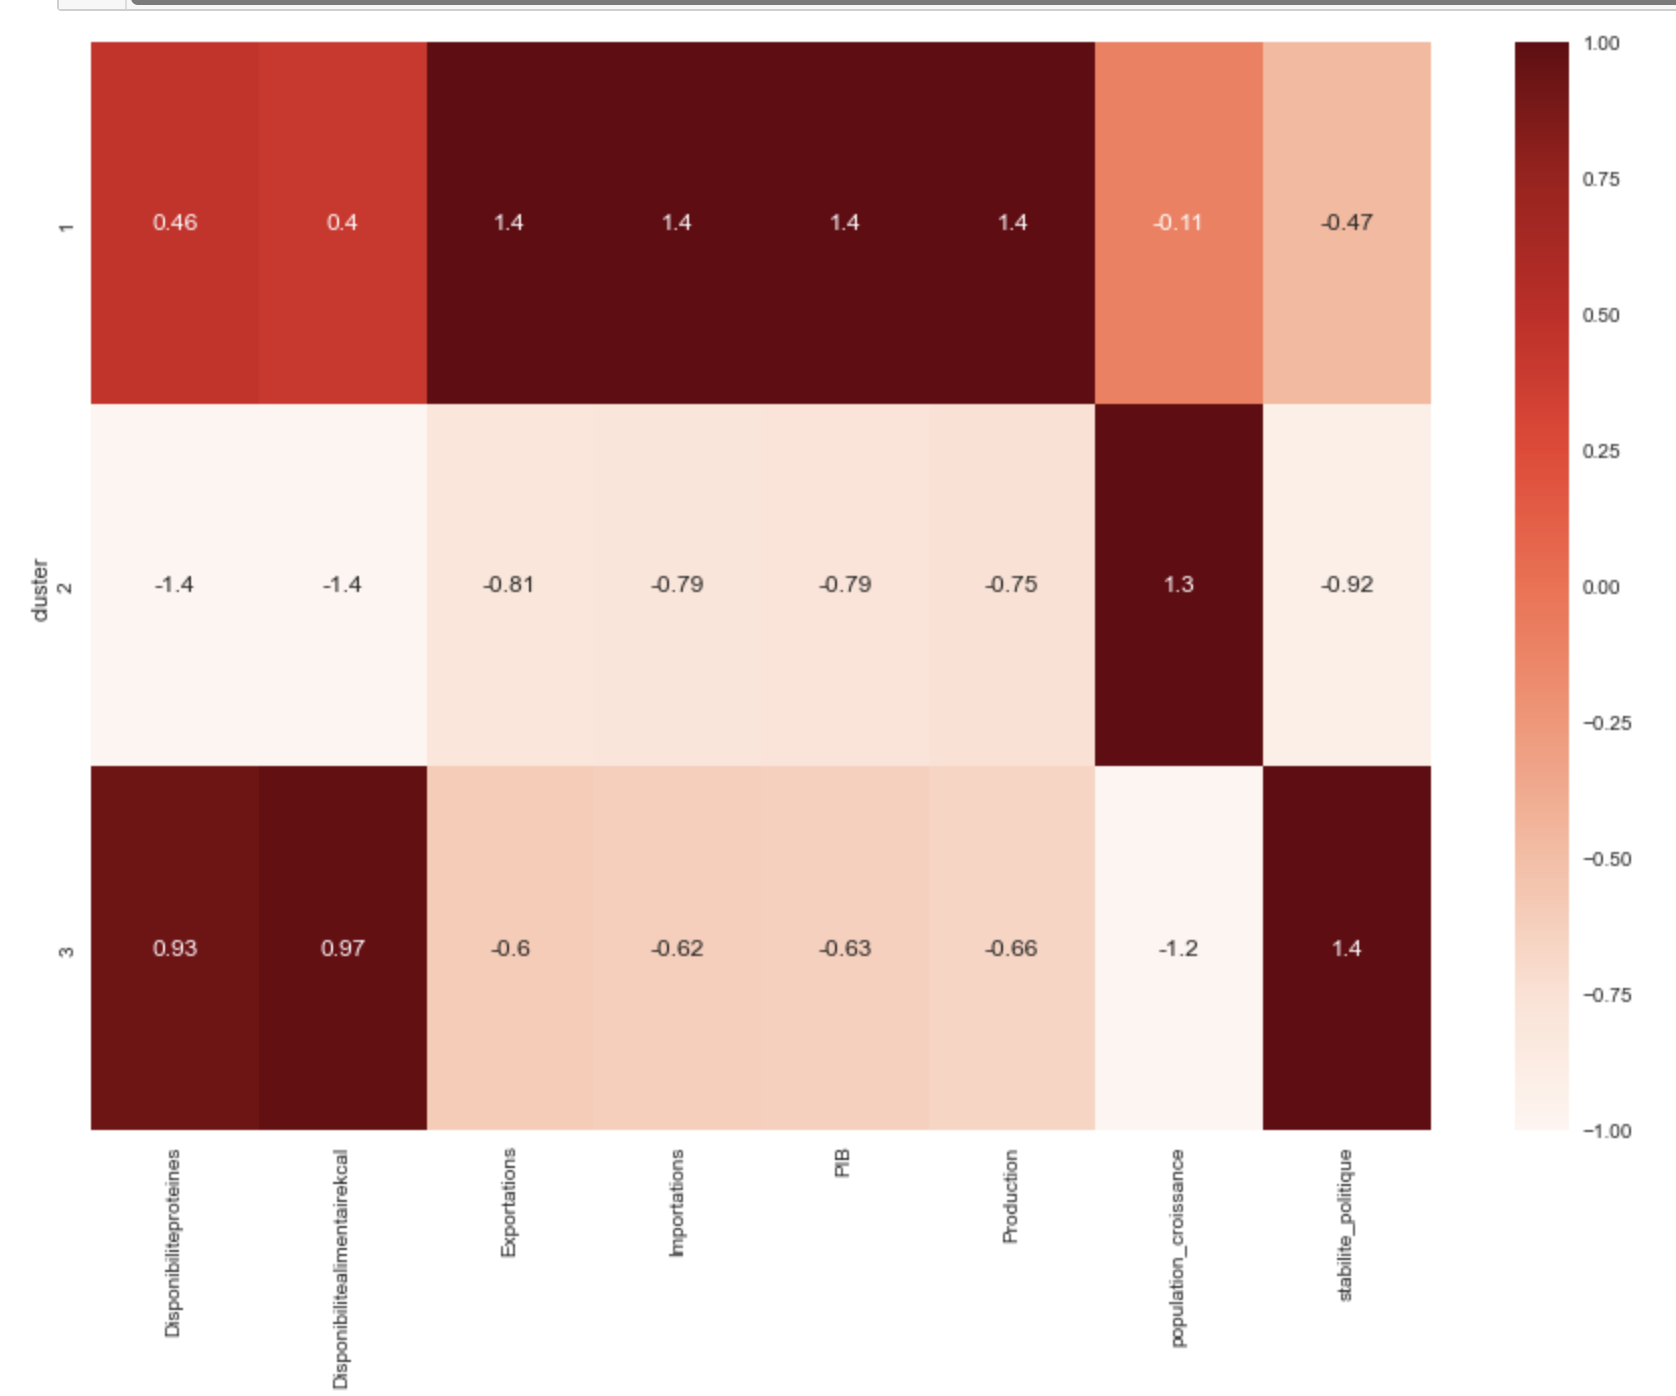 1.00
0.75
0.50
0.25
0.00
−0.25
−0.50
−0.75
−1.00
cluster
1
0.46 0.4 1.4 1.4 1.4 1.4 -0.11 -0.47
2
-1.4 -1.4 -0.81 -0.79 -0.79 -0.75 1.3 -0.92
3
0.93 0.97 -0.6 -0.62 -0.63 -0.66 -1.2 1.4
Disponibiliteproteines
Disponibilitealimentairekcal
Exportations
Importations
PIB
Production
population_croissance
stabilite_politique